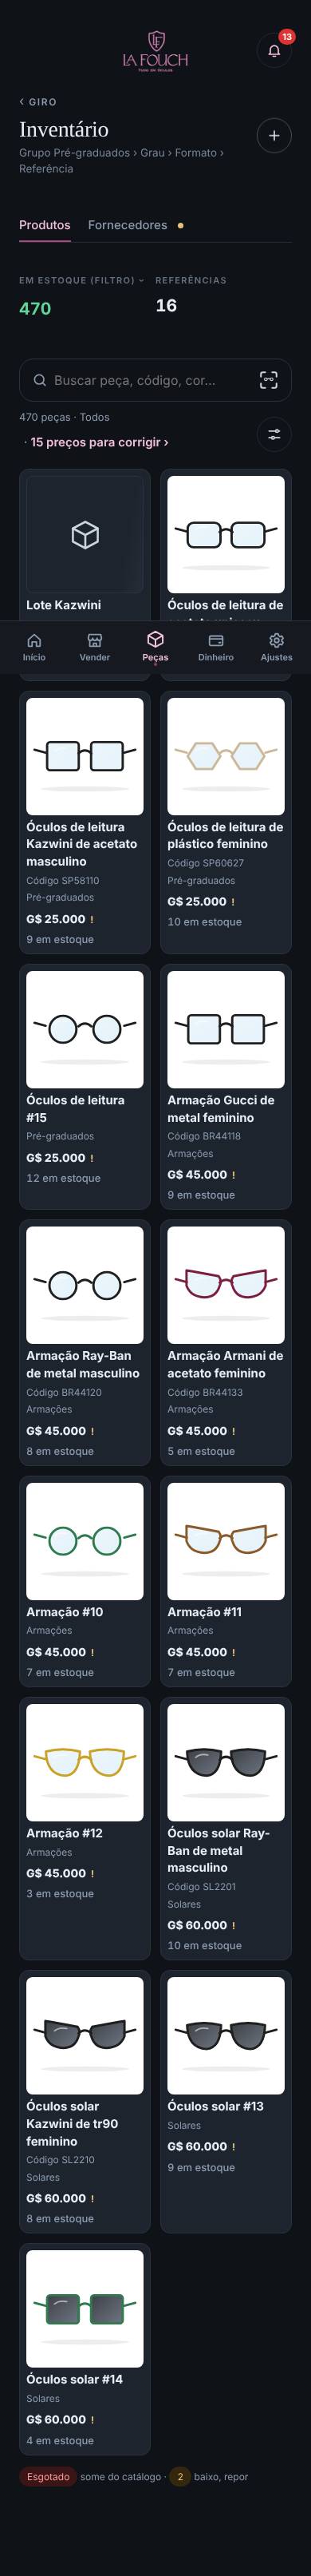 13
LA FOUCH
‹ GIRO
Inventário
Grupo Pré-graduados › Grau › Formato ›
Referência
Produtos Fornecedores
EM ESTOQUE (FILTRO) REFERÊNCIAS
470 16
Buscar peça, código, cor...
470 peças · Todos
· 15 preços para corrigir ›
Lote Kazwini
Óculos de leitura de
Início Vender Peças Dinheiro Ajustes
Óculos de leitura
Kazwini de acetato
masculino
Código SP58110
Pré-graduados
G$ 25.000 !
9 em estoque
Óculos de leitura de
plástico feminino
Código SP60627
Pré-graduados
G$ 25.000 !
10 em estoque
Óculos de leitura
#15
Pré-graduados
G$ 25.000 !
12 em estoque
Armação Gucci de
metal feminino
Código BR44118
Armações
G$ 45.000 !
9 em estoque
Armação Ray-Ban
de metal masculino
Código BR44120
Armações
G$ 45.000 !
8 em estoque
Armação Armani de
acetato feminino
Código BR44133
Armações
G$ 45.000 !
5 em estoque
Armação #10
Armações
G$ 45.000 !
7 em estoque
Armação #11
Armações
G$ 45.000 !
7 em estoque
Armação #12
Armações
G$ 45.000 !
3 em estoque
Óculos solar Ray-
Ban de metal
masculino
Código SL2201
Solares
G$ 60.000 !
10 em estoque
Óculos solar
Kazwini de tr90
feminino
Código SL2210
Solares
G$ 60.000 !
8 em estoque
Óculos solar #13
Solares
G$ 60.000 !
9 em estoque
Óculos solar #14
Solares
G$ 60.000 !
4 em estoque
Esgotado some do catálogo · 2 baixo, repor